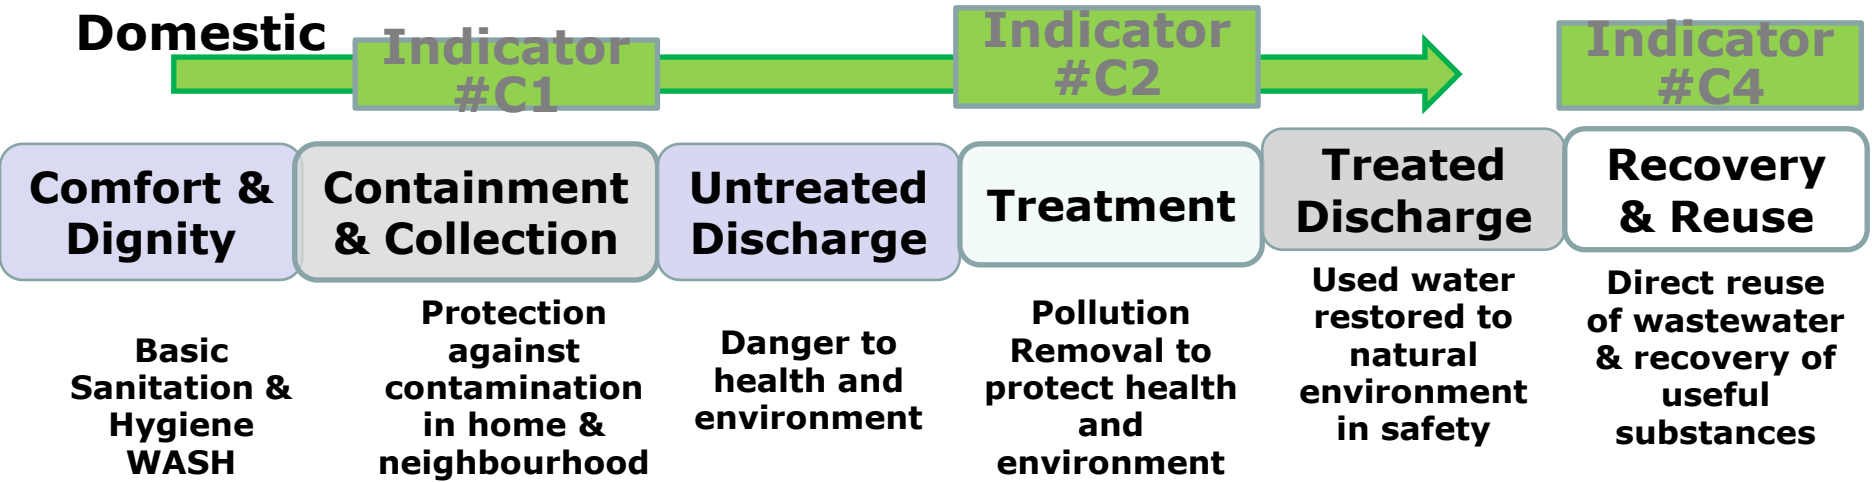 Domestic
Indicator
#C1
Indicator
#C2
Indicator
#C4
Comfort &
Dignity
Containment
& Collection
Untreated
Discharge
Treatment
Treated
Discharge
Recovery
& Reuse
Basic
Sanitation &
Hygiene
WASH
Protection
against
contamination
in home &
neighbourhood
Danger to
health and
environment
Pollution
Removal to
protect health
and
environment
Used water
restored to
natural
environment
in safety
Direct reuse
of wastewater
& recovery of
useful
substances